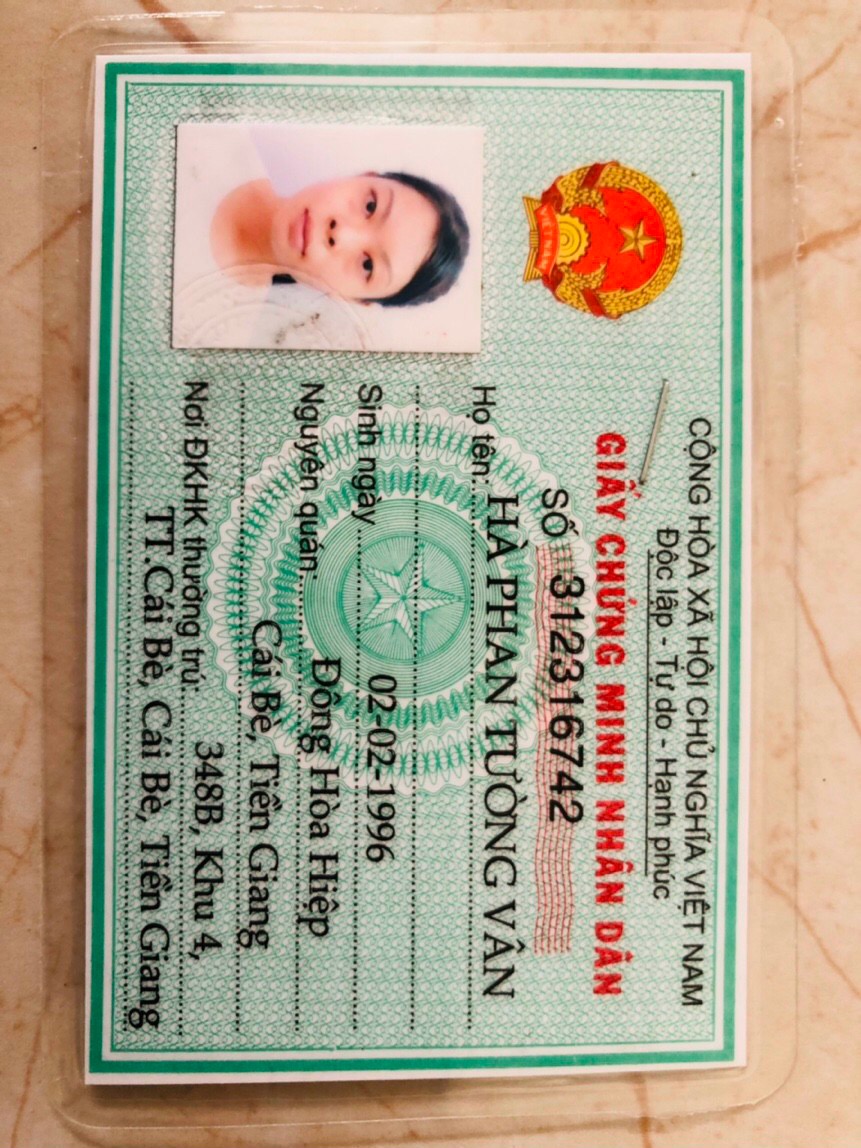 CỘNG HÒA XÃ HỘI CHỦ NGHĨA VIỆT NAM
Độc lập - Tự do - Hạnh phúc
GIẤY CHỨNG MINH NHÂN DÂN
SỐ 312316742
Họ tên: HÀ PHAN TƯỜNG VÂN
Sinh ngày 02-02-1996
Nguyên quán: Đông Hòa Hiệp
Cái Bè, Tiền Giang
Nơi ĐKHK thường trú: 348B, Khu 4,
TT.Cái Bè, Cái Bè, Tiền Giang
VIỆT NAM